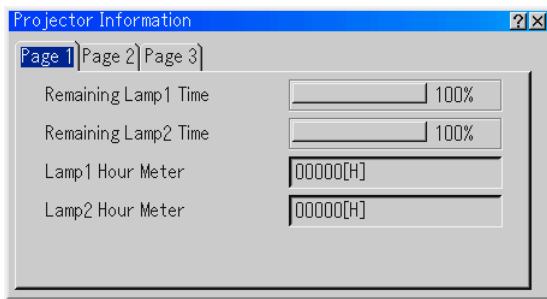 Projector Information ? ×
Page 1 Page 2 Page 3
Remaining Lamp1 Time 100%
Remaining Lamp2 Time 100%
Lamp1 Hour Meter 00000[H]
Lamp2 Hour Meter 00000[H]